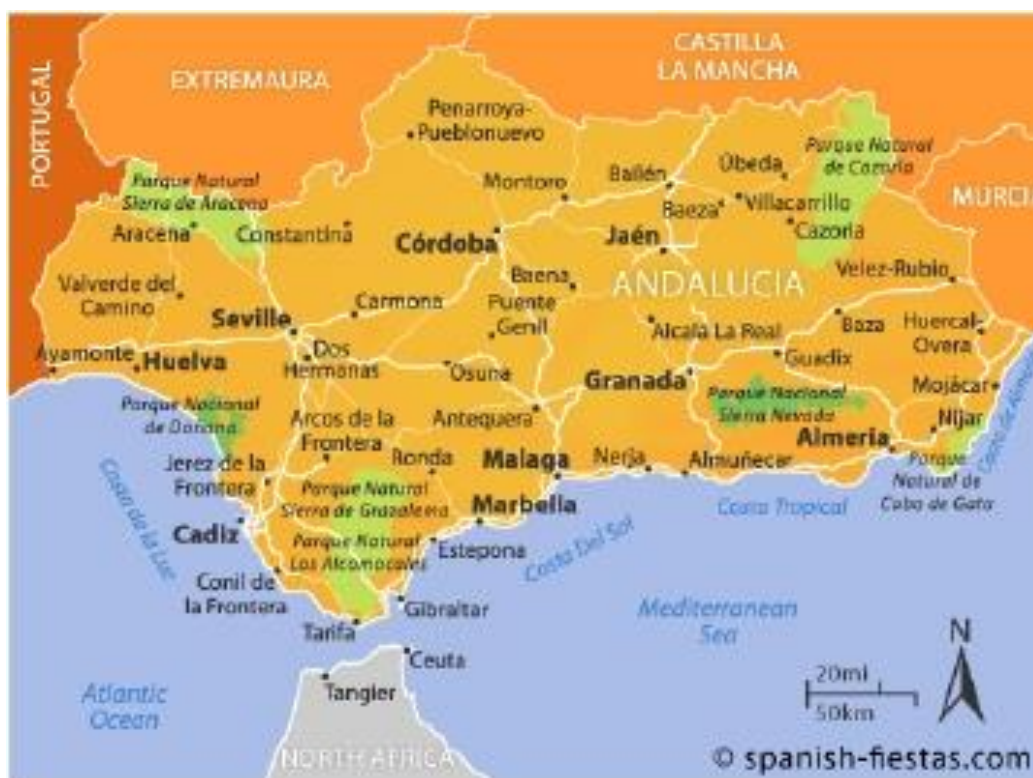 PORTUGAL
EXTREMAURA
CASTILLA
LA MANCHA
MURCIA
Penarroya-
Pueblonuevo
Parque Natural
de Cazorla
Parque Natural
Sierra de Aracena
Montoro
Bailén
Úbeda
Baeza
Villacarrillo
Aracena
Constantina
Córdoba
Jaén
Cazorla
Velez-Rubio
Baena
ANDALUCIA
Valverde del
Camino
Carmona
Puente
Genil
Seville
Alcalá La Real
Baza
Huercal-
Overa
Ayamonte
Huelva
Dos
Hermanas
Osuna
Guadix
Granada
Mojácar
Parque Nacional
de Donana
Arcos de la
Frontera
Antequera
Parque Nacional
Sierra Nevada
Nijar
Almeria
Jerez de la
Frontera
Ronda
Malaga
Nerja
Almuñecar
Parque
Natural de
Cabo de Gata
Parque Natural
Sierra de Grazalema
Marbella
Costa Tropical
Cadiz
Parque Natural
Los Alcornocales
Estepona
Costa Del Sol
Conil de
la Frontera
Gibraltar
Mediterranean
Sea
Tarifa
Ceuta
Tangier
Atlantic
Ocean
NORTH AFRICA
N
20mi
50km
© spanish-fiestas.com